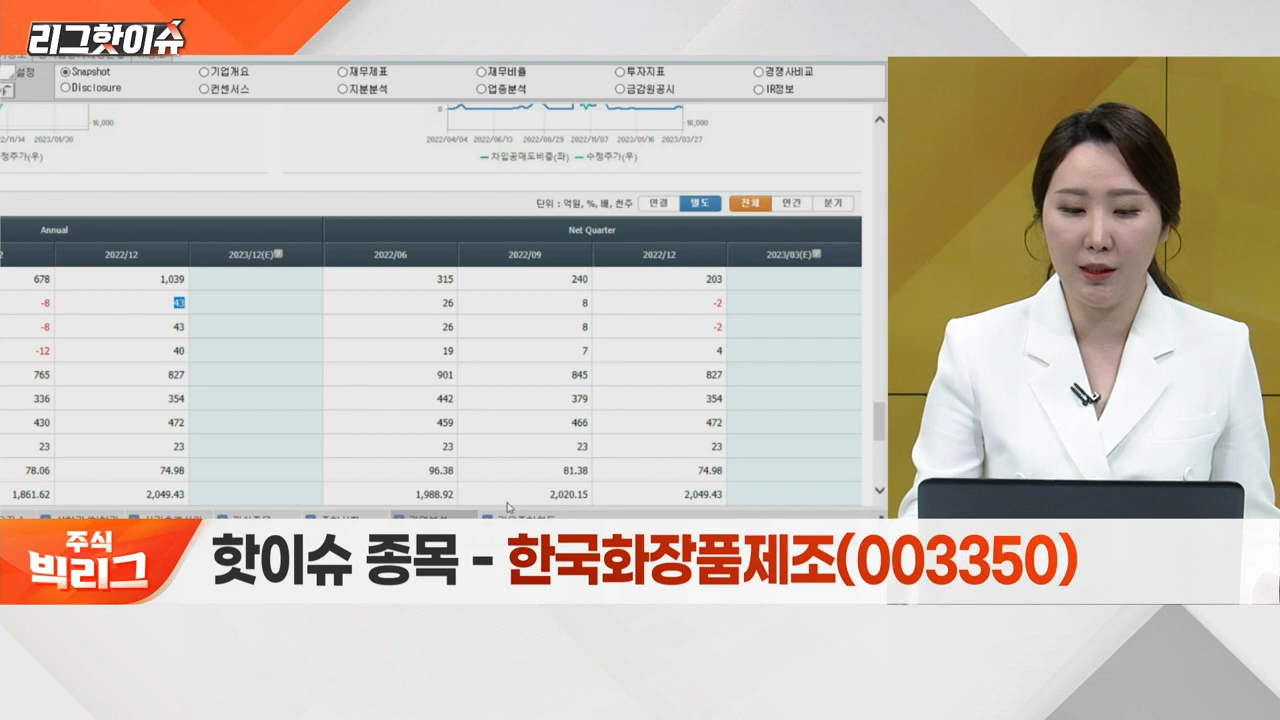 리그핫이슈
설정 Snapshot 기업개요 재무제표 재무비율 투자지표 경쟁사비교
Disclosure 컨센서스 지분분석 업종분석 금감원공시 IR정보
0
16,000 16,000
2/11/14 2023/01/30 2022/04/04 2022/06/13 2022/08/29 2022/11/07 2023/01/16 2023/03/27
정주가(우) 차입공매도비중(좌) 수정주가(우)
단위 : 억원, %, 배, 천주 연결 별도 전체 연간 분기
Annual Net Quarter
2 2022/12 2023/12(E) 2022/06 2022/09 2022/12 2023/03(E)
678 1,039 315 240 203
-8 43 26 8 -2
-8 43 26 8 -2
-12 40 19 7 4
765 827 901 845 827
336 354 442 379 354
430 472 459 466 472
23 23 23 23 23
78.06 74.98 96.38 81.38 74.98
1,861.62 2,049.43 1,988.92 2,020.15 2,049.43
주식
빅리그
핫이슈 종목 - 한국화장품제조(003350)